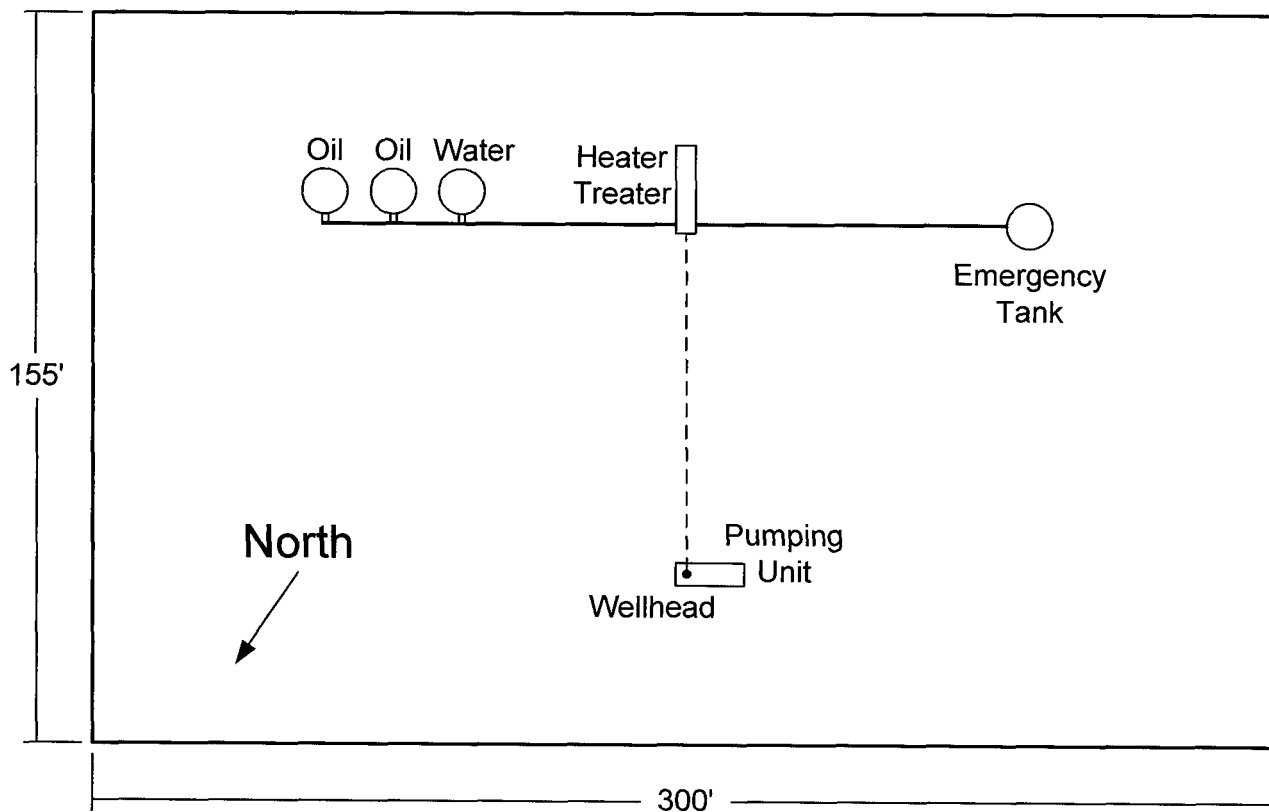 Oil
Oil
Water
Heater
Treater
Emergency
Tank
155'
North
Pumping
Unit
Wellhead
300'